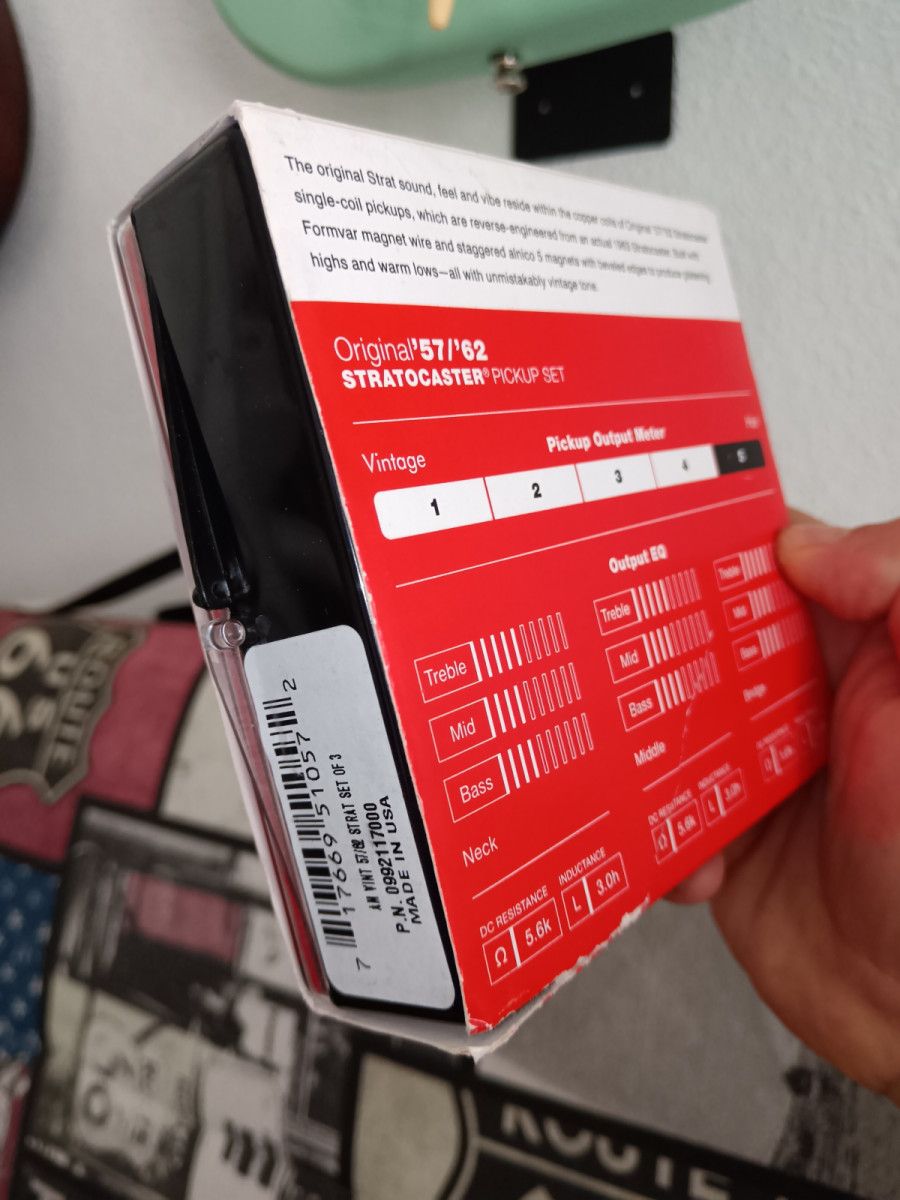 The original Strat sound, feel and vibe reside within the copper coils of Original '57/'62 Stratocaster
single-coil pickups, which are reverse-engineered from an actual 1963 Stratocaster. Built with
Formvar magnet wire and staggered alnico 5 magnets with beveled edges to produce
highs and warm lows—all with unmistakably vintage tone.
Original'57/'62
STRATOCASTER® PICKUP SET
Pickup Output Meter
Vintage
1 2 3 4 5
Output EQ
Treble Treble Treble
Mid Mid Mid
Bass Bass Bass
Neck Middle Bridge
DC RESISTANCE INDUCTANCE DC RESISTANCE INDUCTANCE
Ω 5.6k L 3.0h Ω 5.6k L 3.0h
7 17669 51057 2
AM VINT 57/62 STRAT SET OF 3
P.N. 0992117000
MADE IN USA
ROUTE
US
66
ROUTE